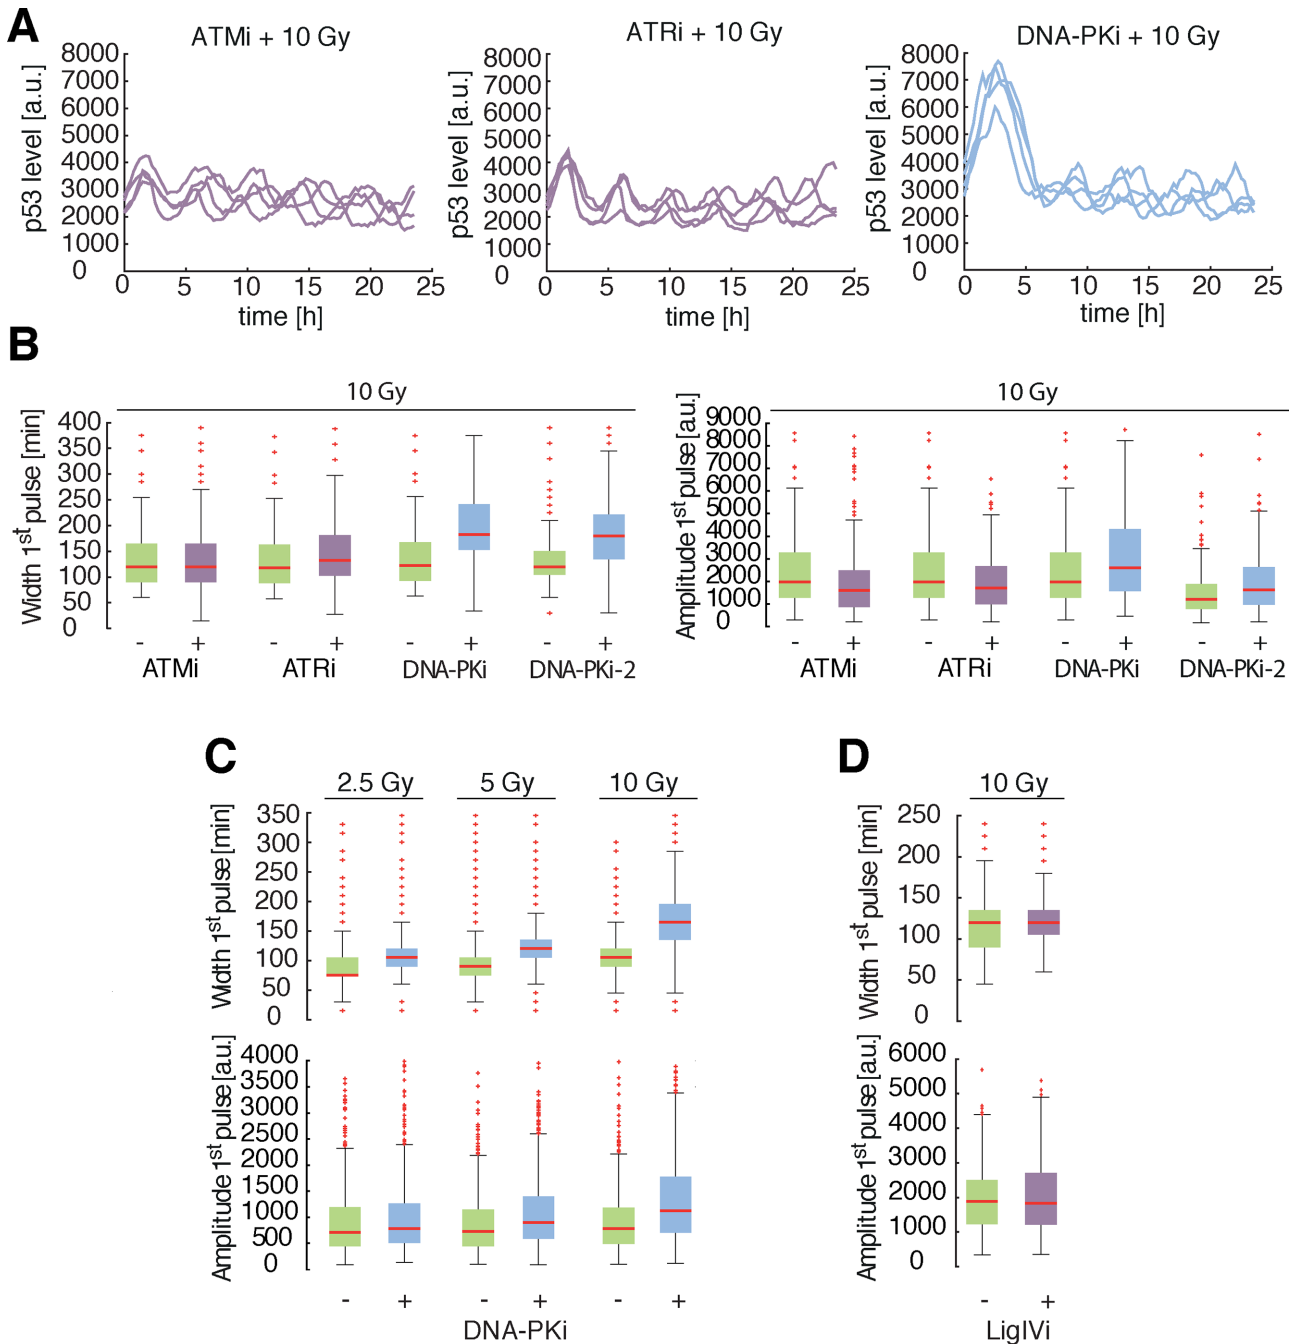 A
ATMi + 10 Gy
ATRi + 10 Gy
DNA-PKi + 10 Gy
p53 level [a.u.]
8000
7000
6000
5000
4000
3000
2000
1000
0
0 5 10 15 20 25
time [h]
p53 level [a.u.]
8000
7000
6000
5000
4000
3000
2000
1000
0
0 5 10 15 20 25
time [h]
p53 level [a.u.]
8000
7000
6000
5000
4000
3000
2000
1000
0
0 5 10 15 20 25
time [h]
B
10 Gy
Width 1st pulse [min]
400
350
300
250
200
150
100
50
0
- + - + - + - +
ATMi ATRi DNA-PKi DNA-PKi-2
10 Gy
Amplitude 1st pulse [au.]
9000
8000
7000
6000
5000
4000
3000
2000
1000
0
- + - + - + - +
ATMi ATRi DNA-PKi DNA-PKi-2
C
2.5 Gy 5 Gy 10 Gy
Width 1st pulse [min]
350
300
250
200
150
100
50
0
Amplitude 1st pulse [a.u.]
4000
3500
3000
2500
2000
1500
1000
500
0
- + - + - +
DNA-PKi
D
10 Gy
Width 1st pulse [min]
250
200
150
100
50
0
Amplitude 1st pulse [a.u.]
6000
5000
4000
3000
2000
1000
0
- +
LigIVi